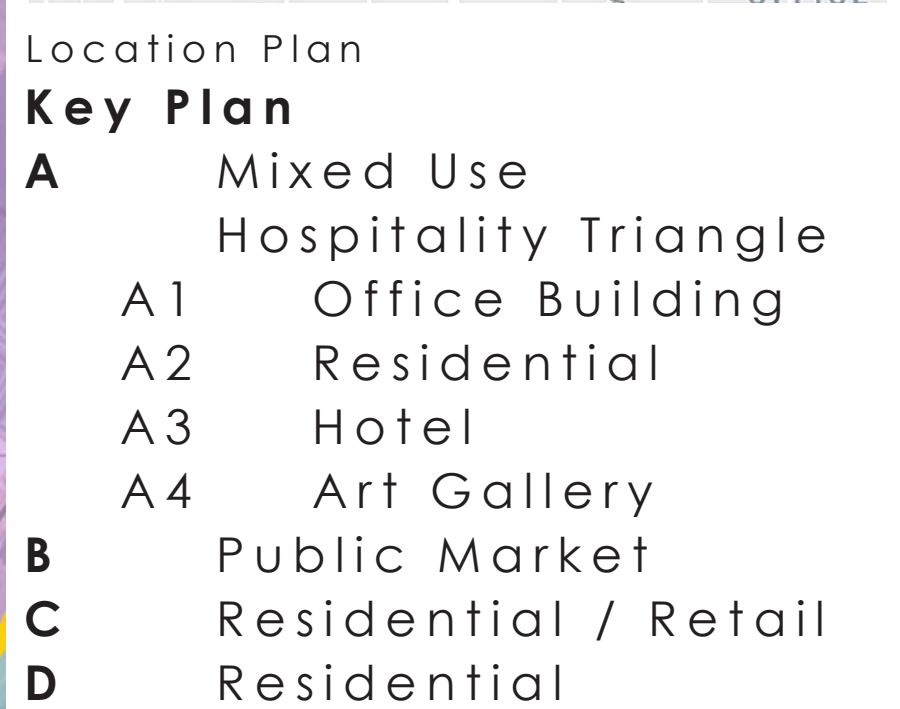 Location Plan
Key Plan
A Mixed Use
Hospitality Triangle
A1 Office Building
A2 Residential
A3 Hotel
A4 Art Gallery
B Public Market
C Residential / Retail
D Residential